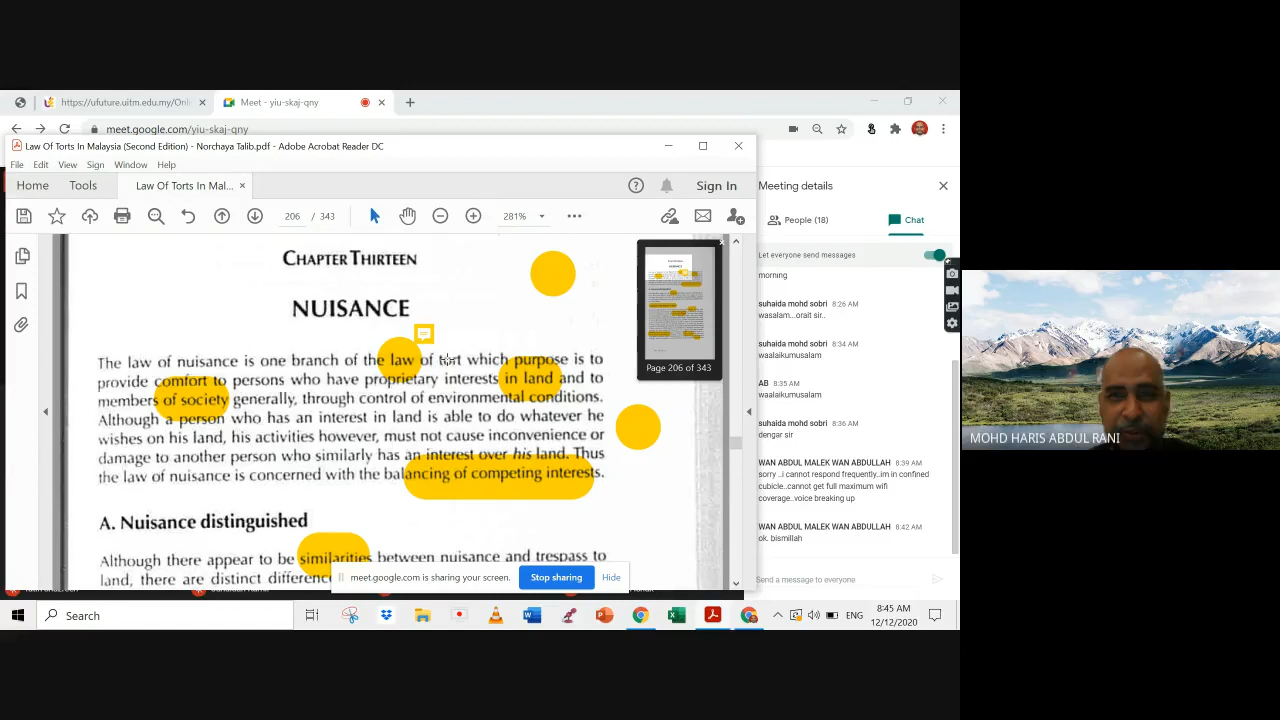 https://ufuture.uitm.edu.my/Onli
Meet - yiu-skaj-qny
meet.google.com/yiu-skaj-qny
Law Of Torts In Malaysia (Second Edition) - Norchaya Talib.pdf - Adobe Acrobat Reader DC
File Edit View Sign Window Help
Home Tools Law Of Torts In Mal... Sign In
206 / 343 281%
CHAPTER THIRTEEN
NUISANCE
The law of nuisance is one branch of the law of tort which purpose is to
provide comfort to persons who have proprietary interests in land and to
members of society generally, through control of environmental conditions.
Although a person who has an interest in land is able to do whatever he
wishes on his land, his activities however, must not cause inconvenience or
damage to another person who similarly has an interest over his land. Thus
the law of nuisance is concerned with the balancing of competing interests.
A. Nuisance distinguished
Although there appear to be similarities between nuisance and trespass to
land, there are distinct
Page 206 of 343
meet.google.com is sharing your screen.
Stop sharing
Hide
Meeting details
People (18)
Chat
Let everyone send messages
morning
suhaida mohd sobri 8:26 AM
wasalam...orait sir..
suhaida mohd sobri 8:34 AM
waalaikumusalam
AB 8:35 AM
waalaikumusalam
suhaida mohd sobri 8:36 AM
dengar sir
WAN ABDUL MALEK WAN ABDULLAH 8:39 AM
sorry ..i cannot respond frequently..im in confined
cubicle..cannot get full maximum wifi
coverage..voice breaking up
WAN ABDUL MALEK WAN ABDULLAH 8:42 AM
ok. bismillah
Send a message to everyone
MOHD HARIS ABDUL RANI
Search
ENG
8:45 AM
12/12/2020